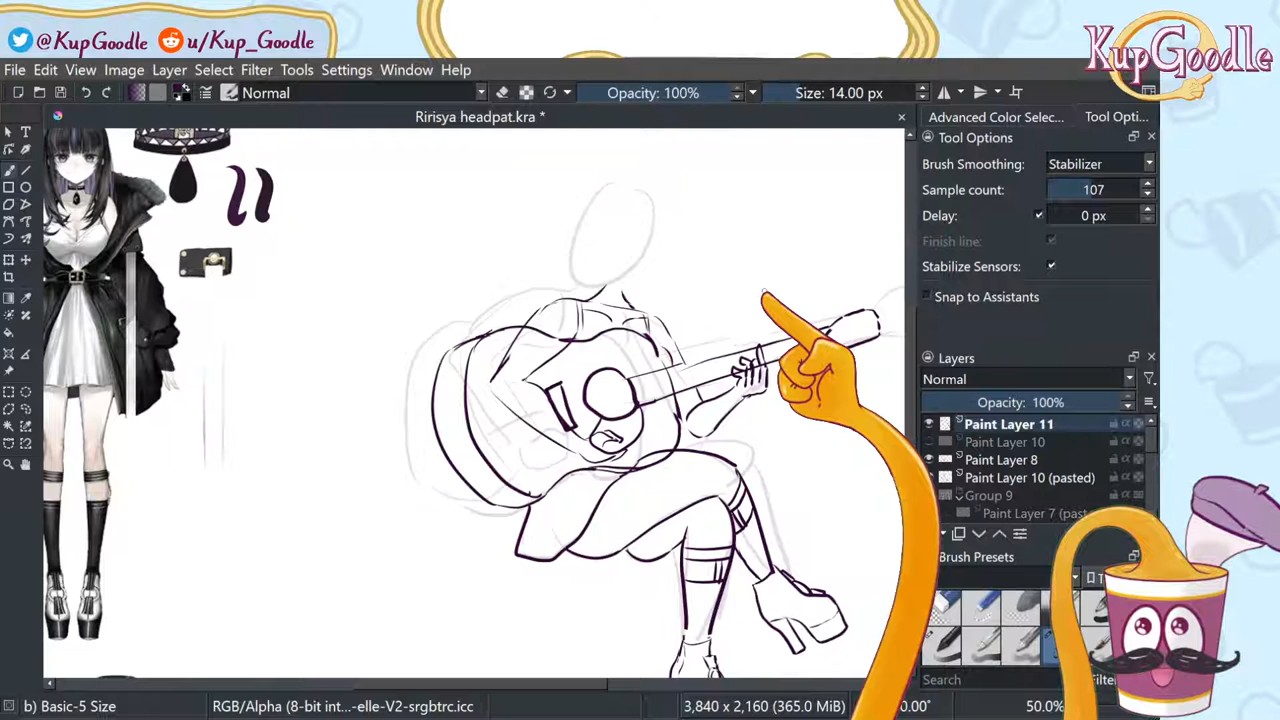 @KupGoodle u/Kup_Goodle
KupGoodle
File Edit View Image Layer Select Filter Tools Settings Window Help
Normal Opacity: 100% Size: 14.00 px
Ririsya headpat.kra *
Advanced Color Selec... Tool Opti...
Tool Options
Brush Smoothing: Stabilizer
Sample count: 107
Delay: 0 px
Finish line:
Stabilize Sensors:
Snap to Assistants
Layers
Normal
Opacity: 100%
Paint Layer 11
Paint Layer 10
Paint Layer 8
Paint Layer 10 (pasted)
Group 9
Paint Layer 7 (paste
Brush Presets
Search
b) Basic-5 Size RGB/Alpha (8-bit int...-elle-V2-srgbtrc.icc 3,840 x 2,160 (365.0 MiB) 50.0%